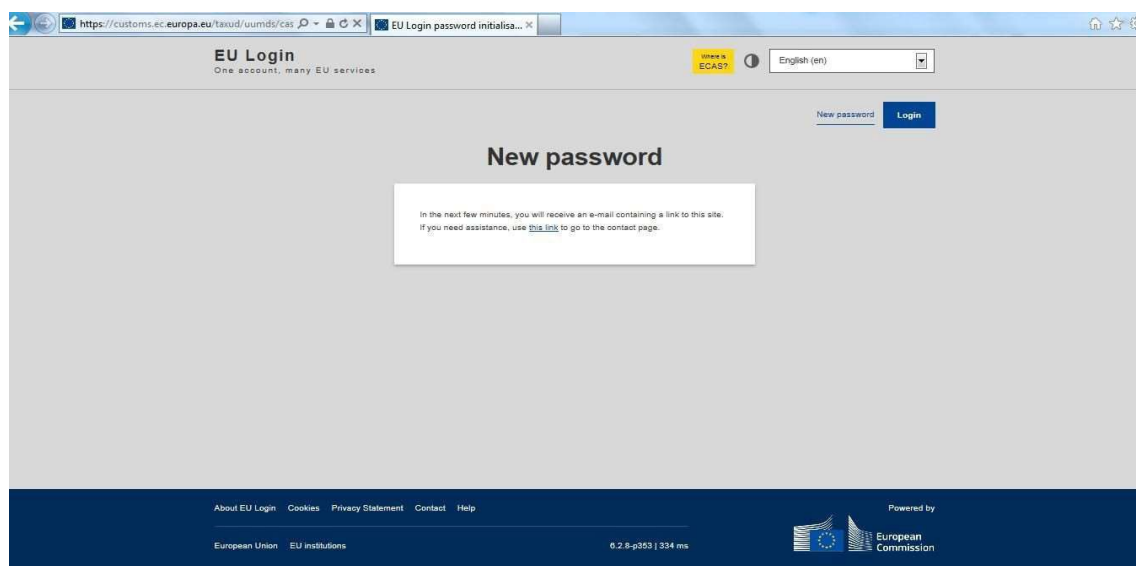 https://customs.ec.europa.eu/taxud/uumds/cas
EU Login password initialisa...
EU Login
One account, many EU services
Where is
ECAS?
English (en)
New password
Login
New password
In the next few minutes, you will receive an e-mail containing a link to this site.
If you need assistance, use this link to go to the contact page.
About EU Login Cookies Privacy Statement Contact Help
Powered by
European Union EU institutions
6.2.8-p353 | 334 ms
European
Commission